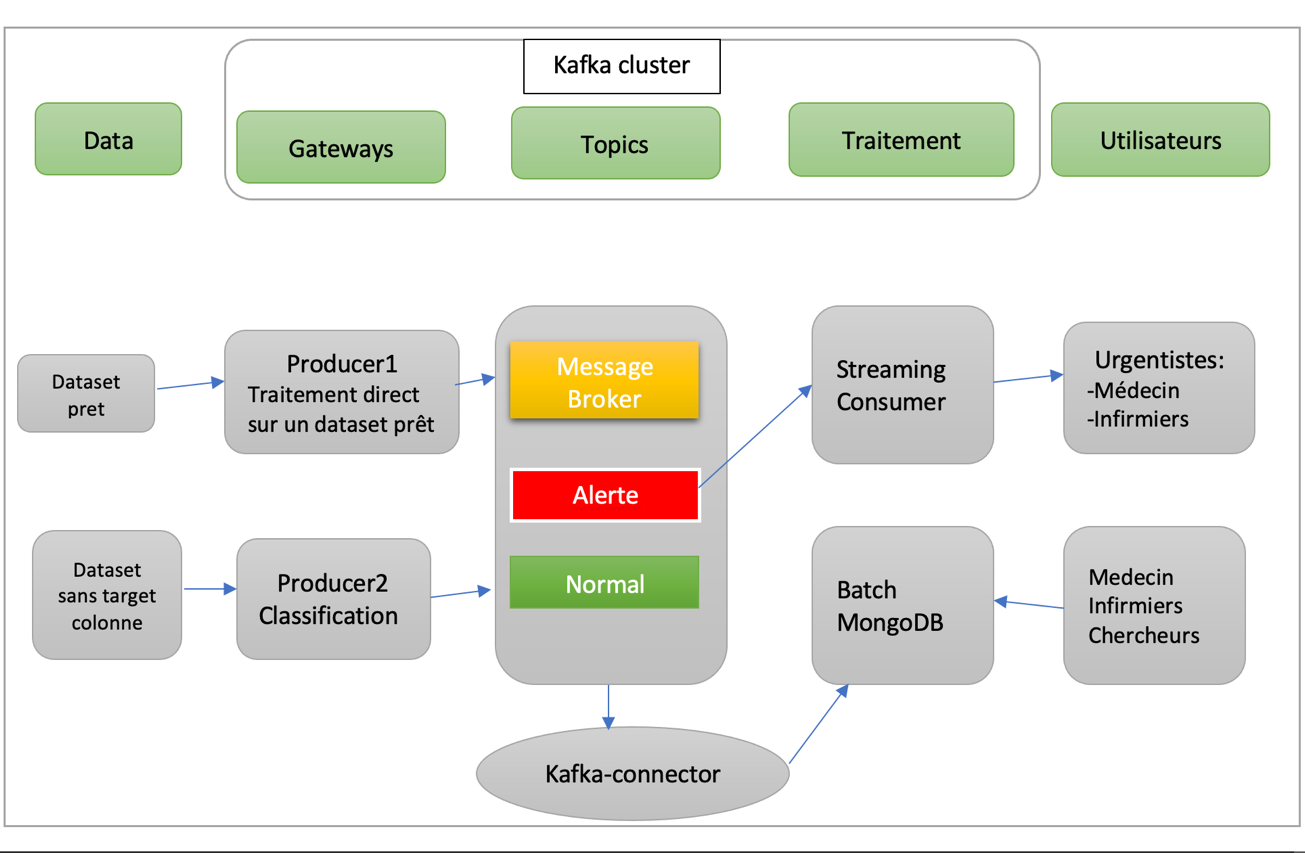 Kafka cluster
Data
Gateways
Topics
Traitement
Utilisateurs
Dataset
pret
Producer1
Traitement direct
sur un dataset prêt
Message
Broker
Streaming
Consumer
Urgentistes:
-Médecin
-Infirmiers
Alerte
Dataset
sans target
colonne
Producer2
Classification
Normal
Batch
MongoDB
Medecin
Infirmiers
Chercheurs
Kafka-connector